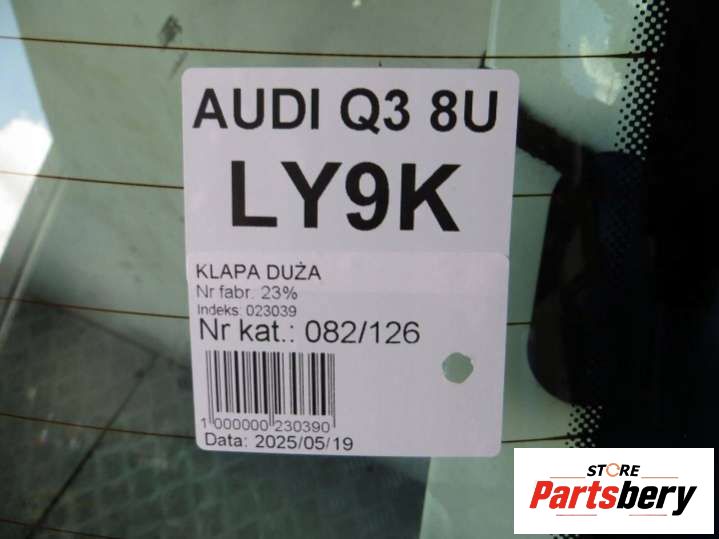 AUDI Q3 8U
LY9K
KLAPA DUŻA
Nr fabr. 23%
Indeks: 023039
Nr kat.: 082/126
1 000000 230390
Data: 2025/05/19
STORE
Partsbery